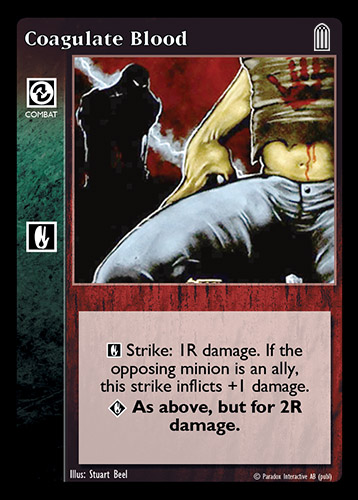 Coagulate Blood
COMBAT
Strike: 1R damage. If the
opposing minion is an ally,
this strike inflicts +1 damage.
As above, but for 2R
damage.
Illus: Stuart Beel
© Paradox Interactive AB (publ)